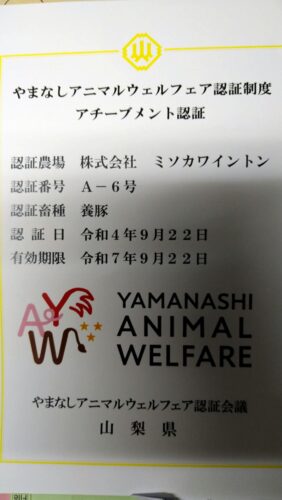 やまなしアニマルウェルフェア認証制度
アチーブメント認証
認証農場 株式会社 ミソカワイントン
認証番号 A－6号
認証畜種 養豚
認証日 令和4年9月22日
有効期限 令和7年9月22日
AYW
YAMANASHI
ANIMAL
WELFARE
やまなしアニマルウェルフェア認証会議
山梨県